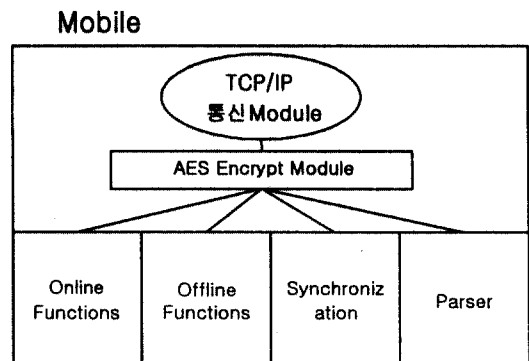 Mobile
TCP/IP
통신Module
AES Encrypt Module
Online
Functions
Offline
Functions
Synchroniz
ation
Parser